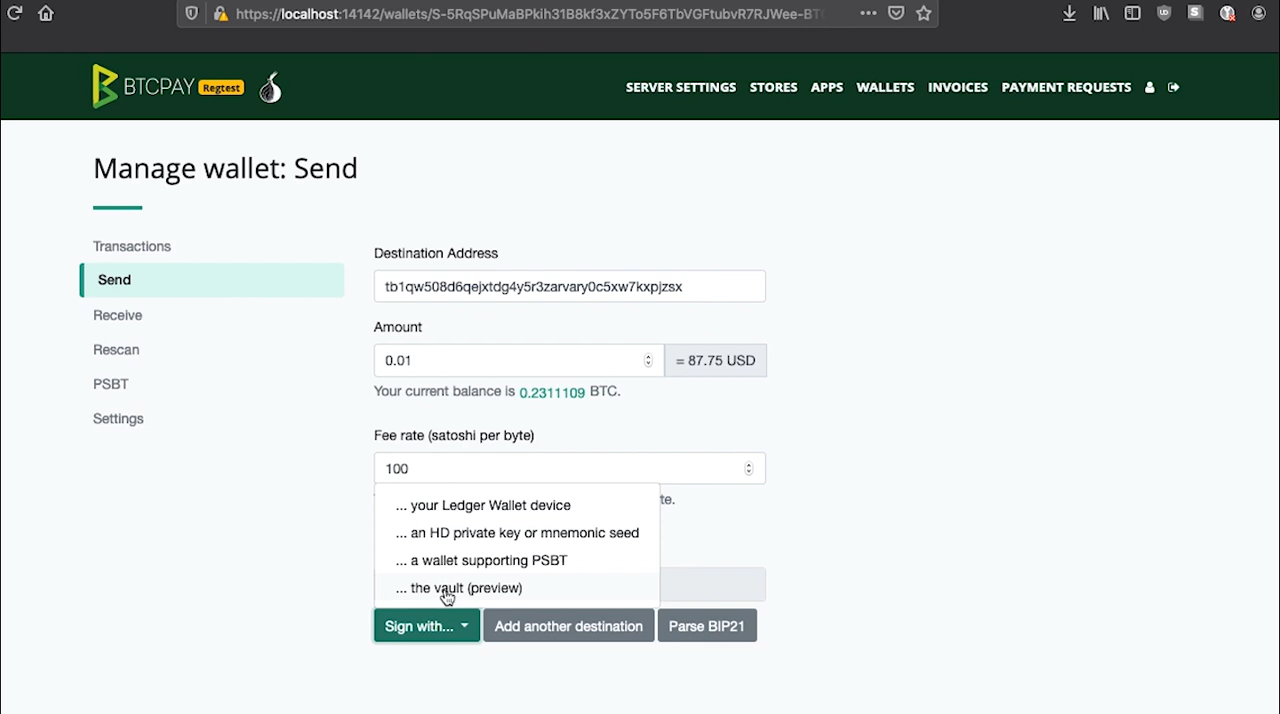 https://localhost:14142/wallets/S-5RqSPuMaBPkih31B8kf3xZYTo5F6TbVGFtubvR7RJWee-BT
BTCPAY Regtest
SERVER SETTINGS STORES APPS WALLETS INVOICES PAYMENT REQUESTS
Manage wallet: Send
Transactions
Send
Receive
Rescan
PSBT
Settings
Destination Address
tb1qw508d6qejxtdg4y5r3zarvary0c5xw7kxpjzsx
Amount
0.01 = 87.75 USD
Your current balance is 0.2311109 BTC.
Fee rate (satoshi per byte)
100
te.
... your Ledger Wallet device
... an HD private key or mnemonic seed
... a wallet supporting PSBT
... the vault (preview)
Sign with... Add another destination Parse BIP21